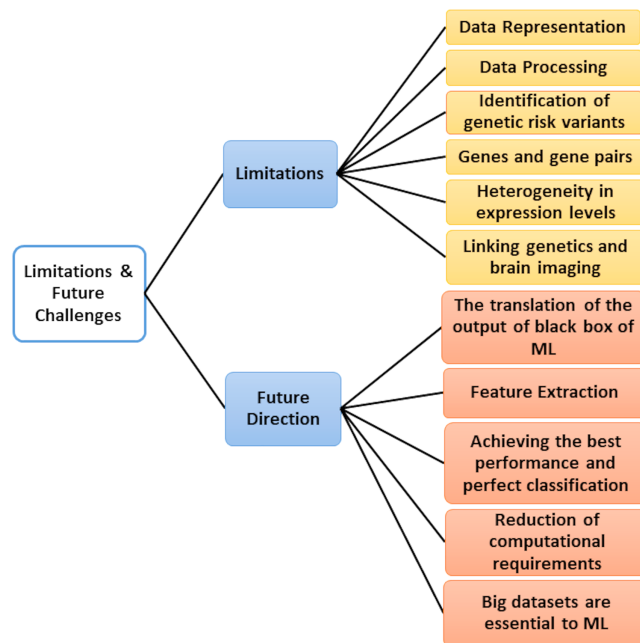 Limitations &
Future
Challenges
Limitations
Data Representation
Data Processing
Identification of
genetic risk variants
Genes and gene pairs
Heterogeneity in
expression levels
Linking genetics and
brain imaging
Future
Direction
The translation of the
output of black box of
ML
Feature Extraction
Achieving the best
performance and
perfect classification
Reduction of
computational
requirements
Big datasets are
essential to ML